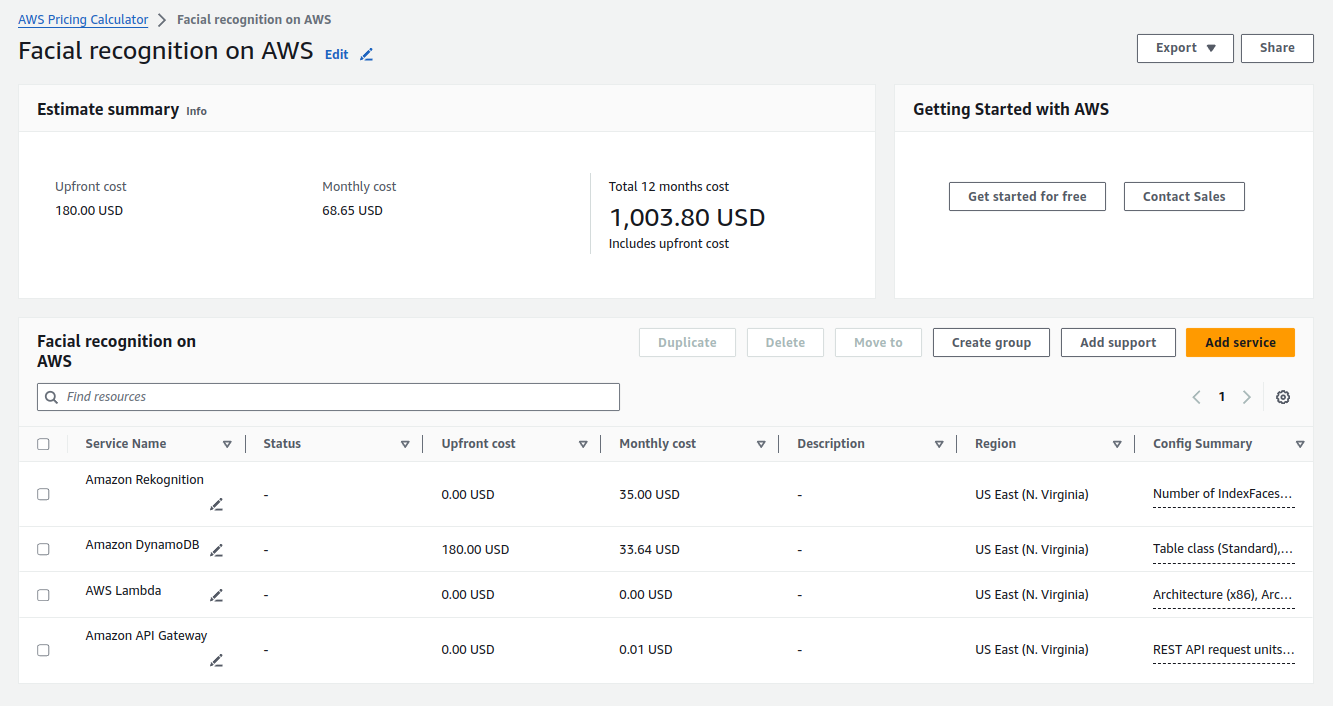 AWS Pricing Calculator > Facial recognition on AWS
Facial recognition on AWS Edit
Export ▼ Share
Estimate summary Info
Getting Started with AWS
Upfront cost Monthly cost Total 12 months cost
180.00 USD 68.65 USD 1,003.80 USD
Includes upfront cost
Get started for free Contact Sales
Facial recognition on
AWS
Duplicate Delete Move to Create group Add support Add service
Find resources
1
Service Name Status Upfront cost Monthly cost Description Region Config Summary
Amazon Rekognition - 0.00 USD 35.00 USD - US East (N. Virginia) Number of IndexFaces...
Amazon DynamoDB - 180.00 USD 33.64 USD - US East (N. Virginia) Table class (Standard),...
AWS Lambda - 0.00 USD 0.00 USD - US East (N. Virginia) Architecture (x86), Arc...
Amazon API Gateway - 0.00 USD 0.01 USD - US East (N. Virginia) REST API request units...